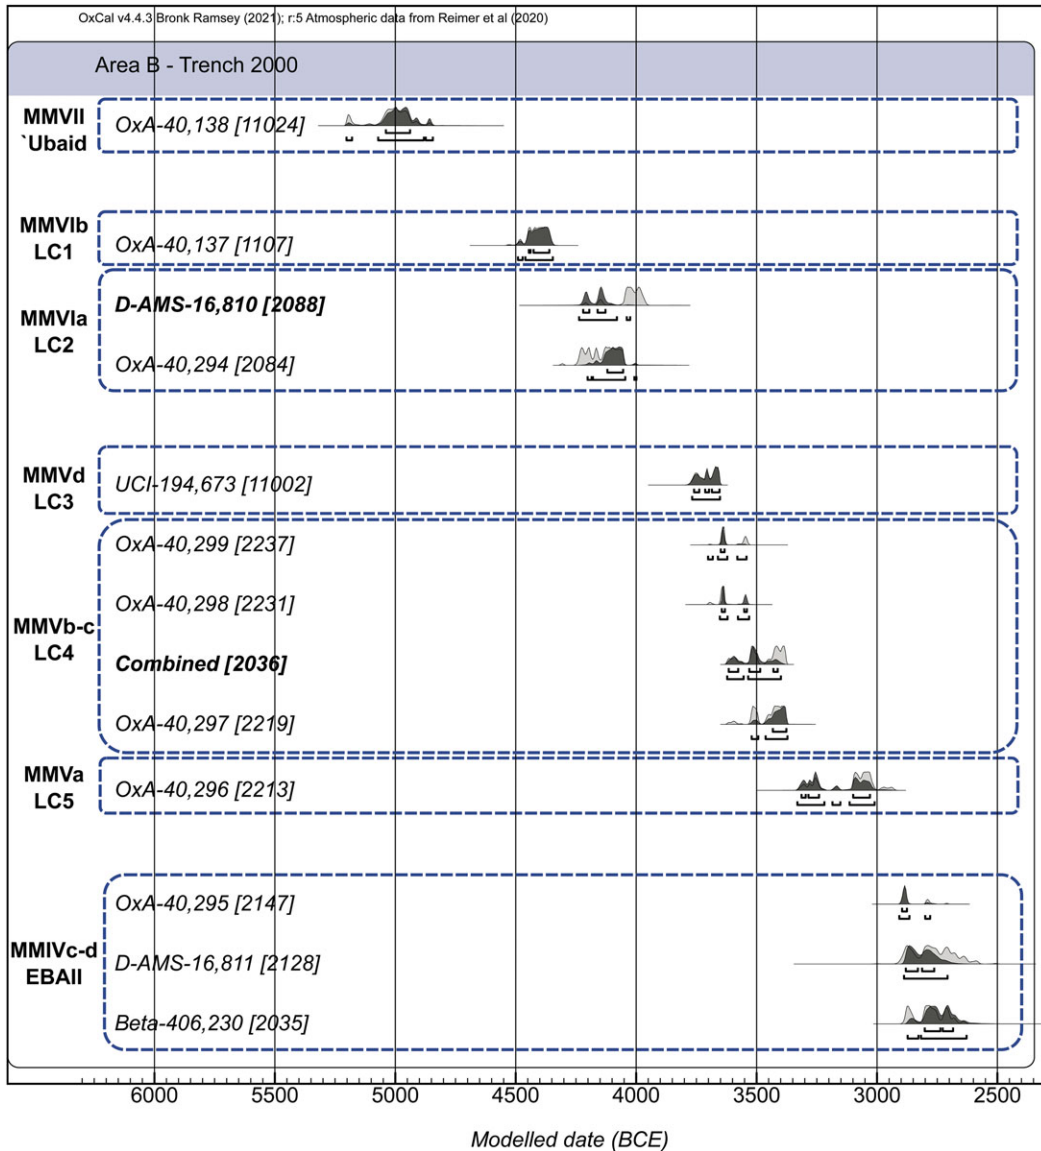 OxCal v4.4.3 Bronk Ramsey (2021); r:5 Atmospheric data from Reimer et al (2020)
Area B - Trench 2000
MMVII
`Ubaid
OxA-40,138 [11024]
MMVIb
LC1
OxA-40,137 [1107]
MMVIa
LC2
D-AMS-16,810 [2088]
OxA-40,294 [2084]
MMVd
LC3
UCI-194,673 [11002]
MMVb-c
LC4
OxA-40,299 [2237]
OxA-40,298 [2231]
Combined [2036]
OxA-40,297 [2219]
MMVa
LC5
OxA-40,296 [2213]
MMIVc-d
EBAII
OxA-40,295 [2147]
D-AMS-16,811 [2128]
Beta-406,230 [2035]
6000 5500 5000 4500 4000 3500 3000 2500
Modelled date (BCE)